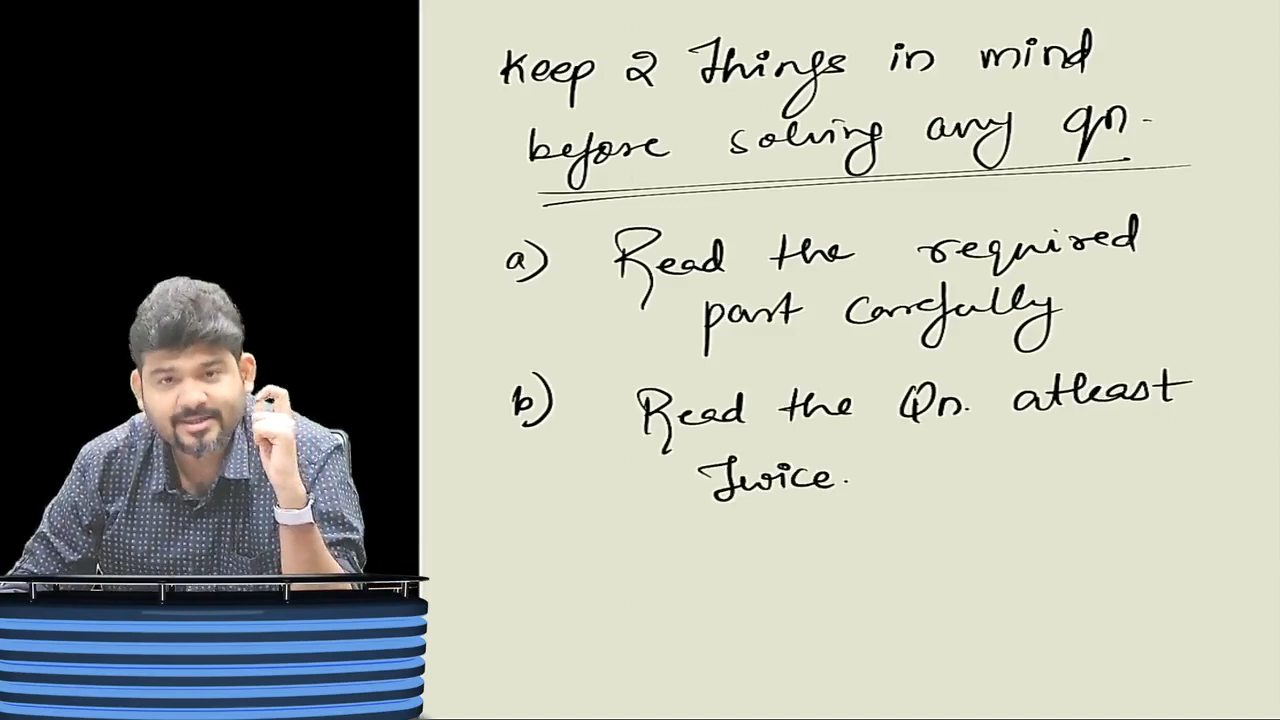 Keep 2 Things in mind
before solving any qn.
a) Read the required
part carefully
b) Read the Qn. atleast
Twice.